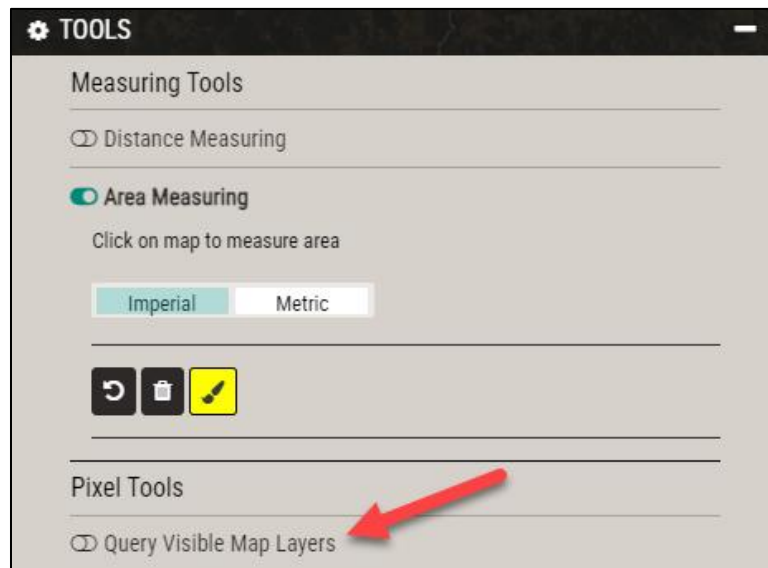 TOOLS
Measuring Tools
Distance Measuring
Area Measuring
Click on map to measure area
Imperial Metric
Pixel Tools
Query Visible Map Layers